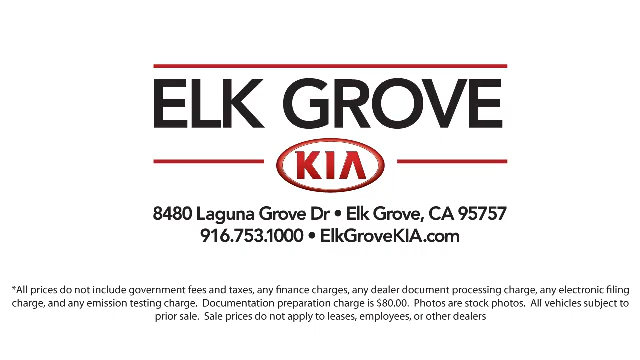 ELK GROVE
KIA
8480 Laguna Grove Dr • Elk Grove, CA 95757
916.753.1000 • ElkGroveKIA.com
*All prices do not include government fees and taxes, any finance charges, any dealer document processing charge, any electronic filing
charge, and any emission testing charge.  Documentation preparation charge is $80.00.  Photos are stock photos.  All vehicles subject to
prior sale.  Sale prices do not apply to leases, employees, or other dealers